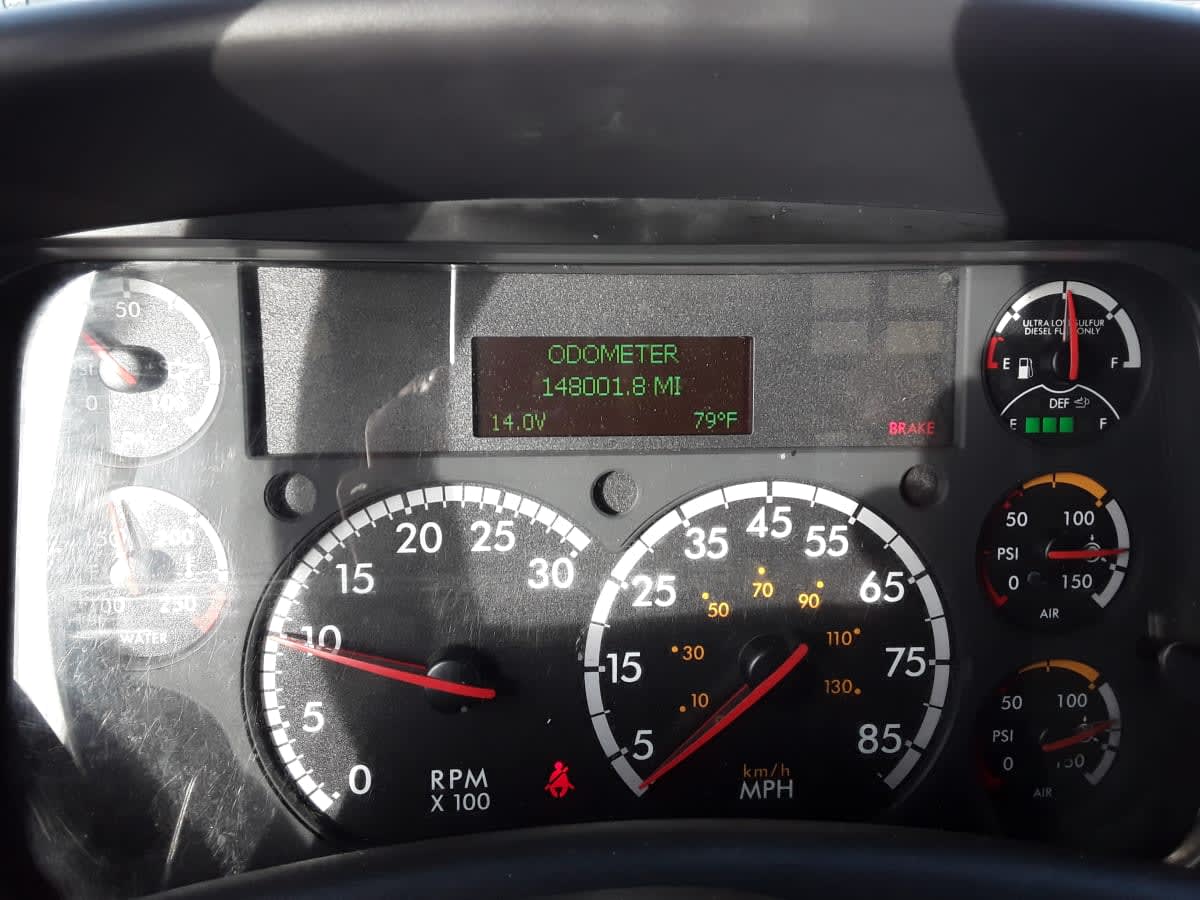 50
0
ODOMETER
148001.8 MI
14.0V
79°F
BRAKE
ULTRA LOW SULFUR
DIESEL FUEL ONLY
E
F
DEF
E
F
200
100
250
WATER
0
5
10
15
20
25
30
RPM
X 100
5
15
25
35
45
55
65
75
85
10
30
50
70
90
110
130
km/h
MPH
50
100
PSI
0
150
AIR
50
100
PSI
0
150
AIR